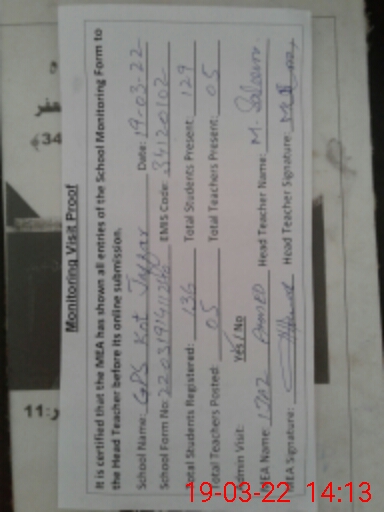 Monitoring Visit Proof
It is certified that the MEA has shown all entries of the School Monitoring Form to
the Head Teacher before its online submission.
School Name: GPS Kot Jaffar Date: 19-03-22
School Form No: EMIS Code: 34120102
Total Students Registered: 136 Total Students Present 129
Total Teachers Posted: 05 Total Teachers Present: 05
Admin Visit: Yes / No
MEA Name: IJAZ AHMED Head Teacher Name: M. Saleem
MEA Signature: Head Teacher Signature:
11:
19-03-22 14:13